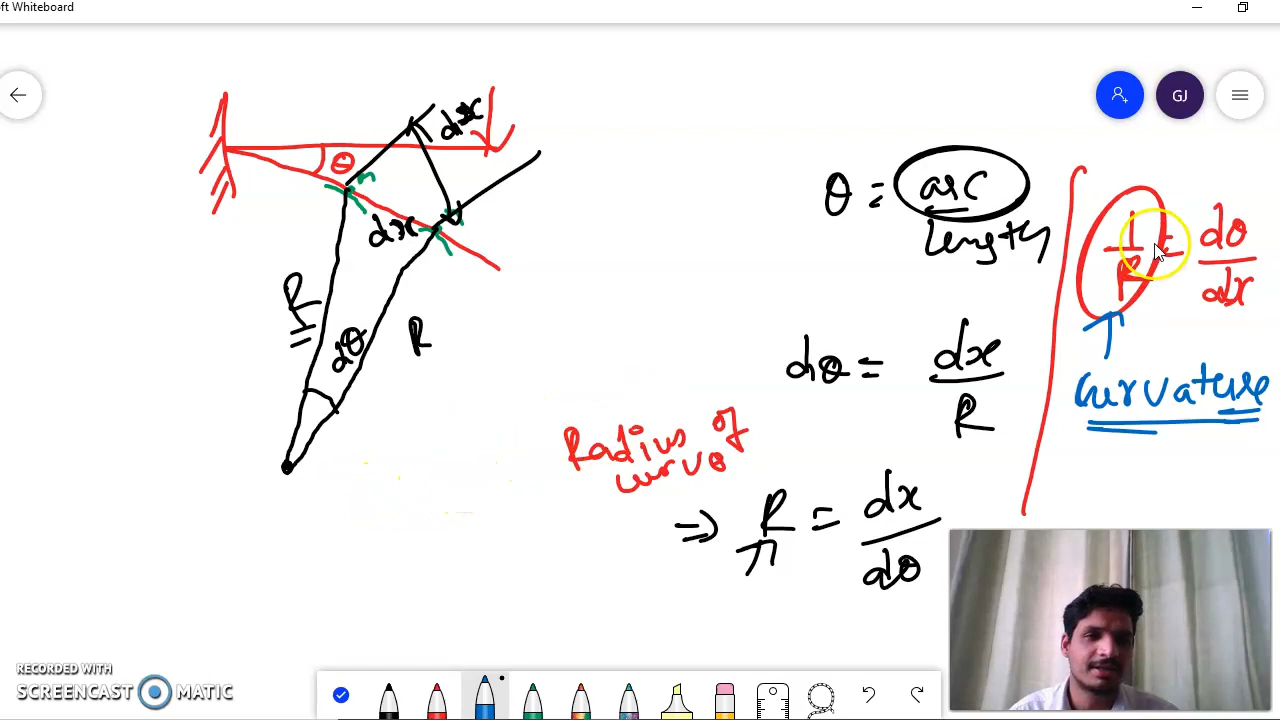 ft Whiteboard
GJ
dx
θ
dx
R
dθ
R
θ = arc
length
dθ = dx
R
Radius of
curve
⇒ R = dx
dθ
1 = dθ
R dx
curvature
RECORDED WITH
SCREENCAST MATIC